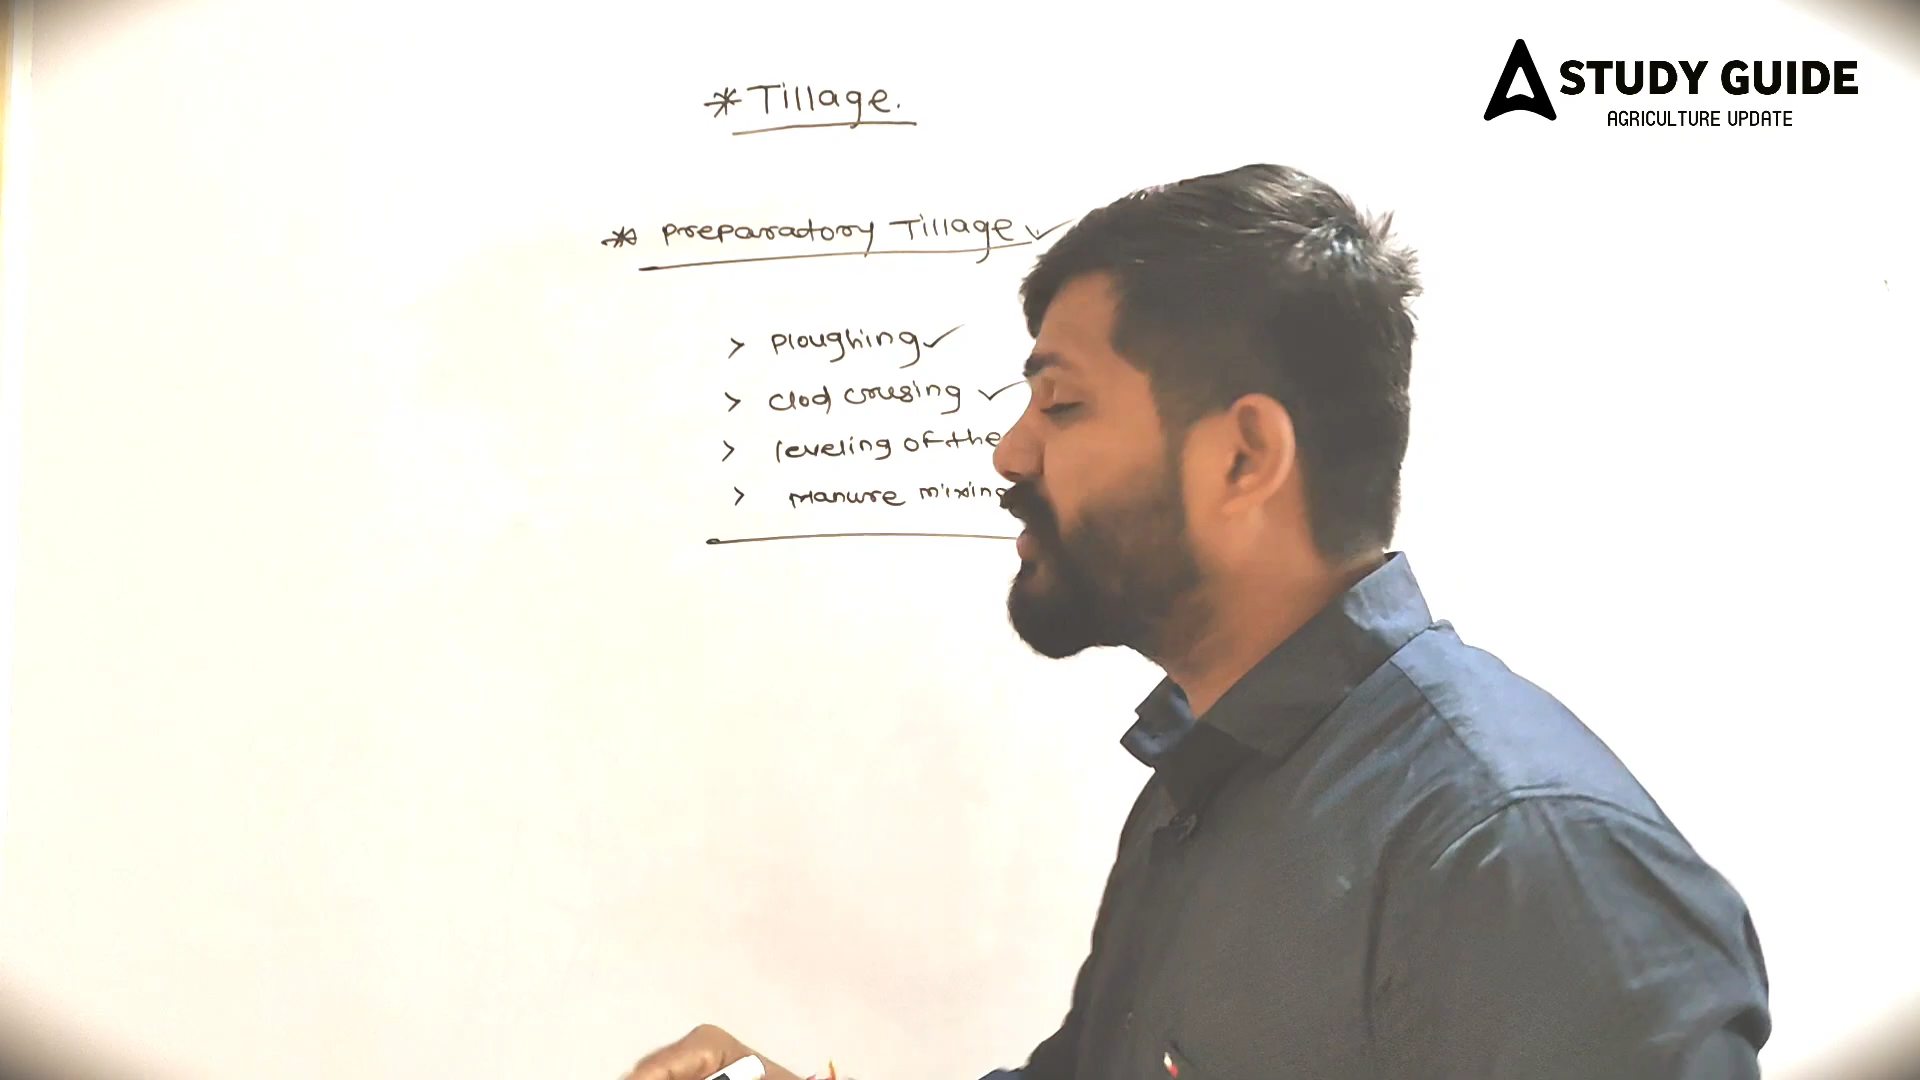 * Tillage.
STUDY GUIDE
AGRICULTURE UPDATE
* Preparatory Tillage ✓
> Ploughing ✓
> clod crusing ✓
> leveling of the
> Manure mixing